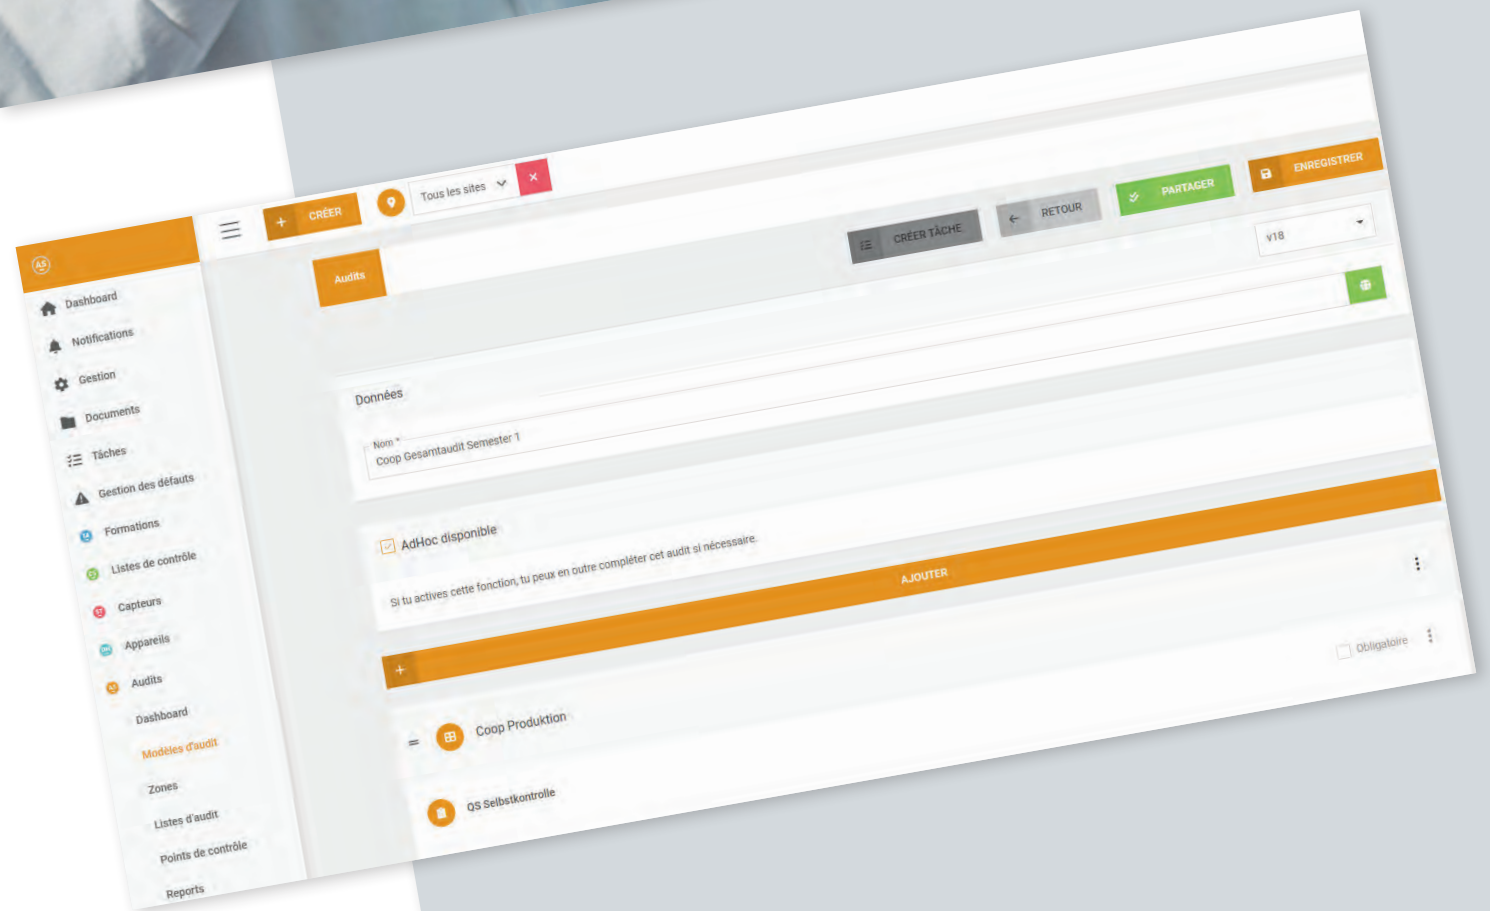 CRÉER
Tous les sites
AS
Dashboard
Notifications
Gestion
Documents
Tâches
Gestion des défauts
Formations
Listes de contrôle
Capteurs
Appareils
Audits
Dashboard
Modèles d'audit
Zones
Listes d'audit
Points de contrôle
Reports
Audits
CRÉER TÂCHE
RETOUR
PARTAGER
ENREGISTRER
v18
Données
Nom *
Coop Gesamtaudit Semester 1
AdHoc disponible
Si tu actives cette fonction, tu peux en outre compléter cet audit si nécessaire.
AJOUTER
Coop Produktion
Obligatoire
QS Selbstkontrolle